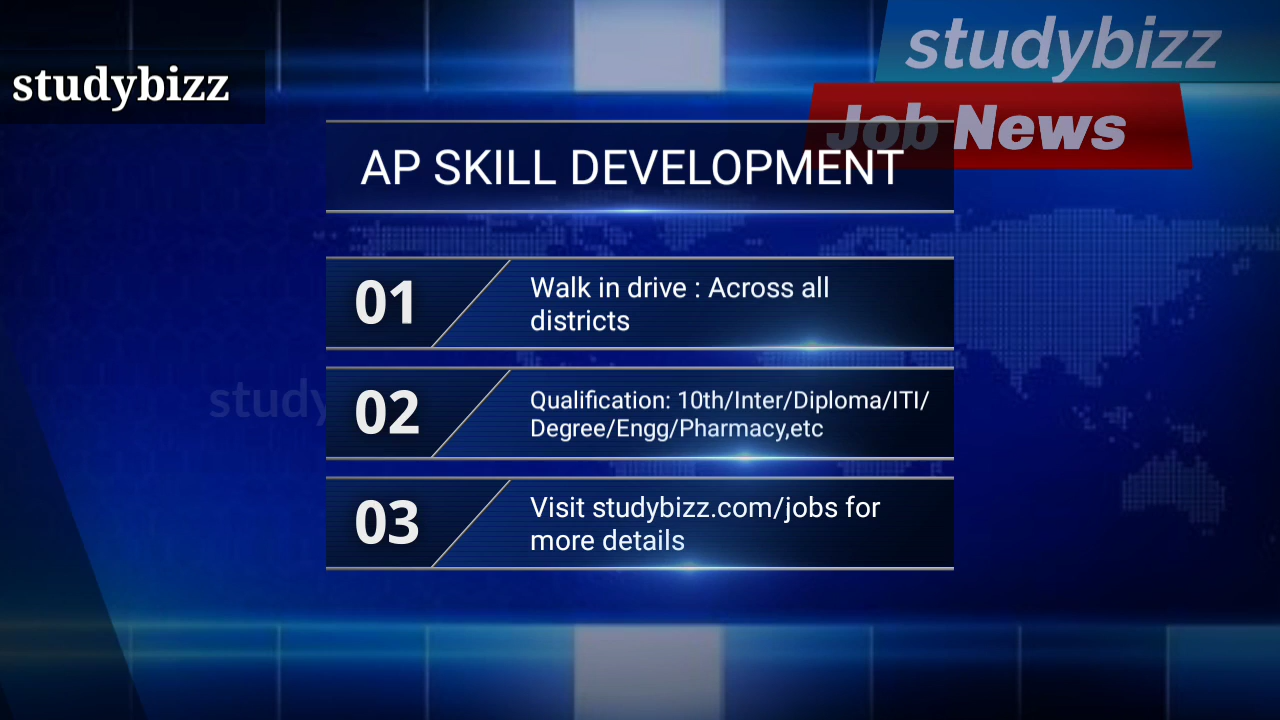 studybizz
studybizz
Job News
AP SKILL DEVELOPMENT
01
Walk in drive : Across all
districts
study
02
Qualification: 10th/Inter/Diploma/ITI/
Degree/Engg/Pharmacy,etc
03
Visit studybizz.com/jobs for
more details